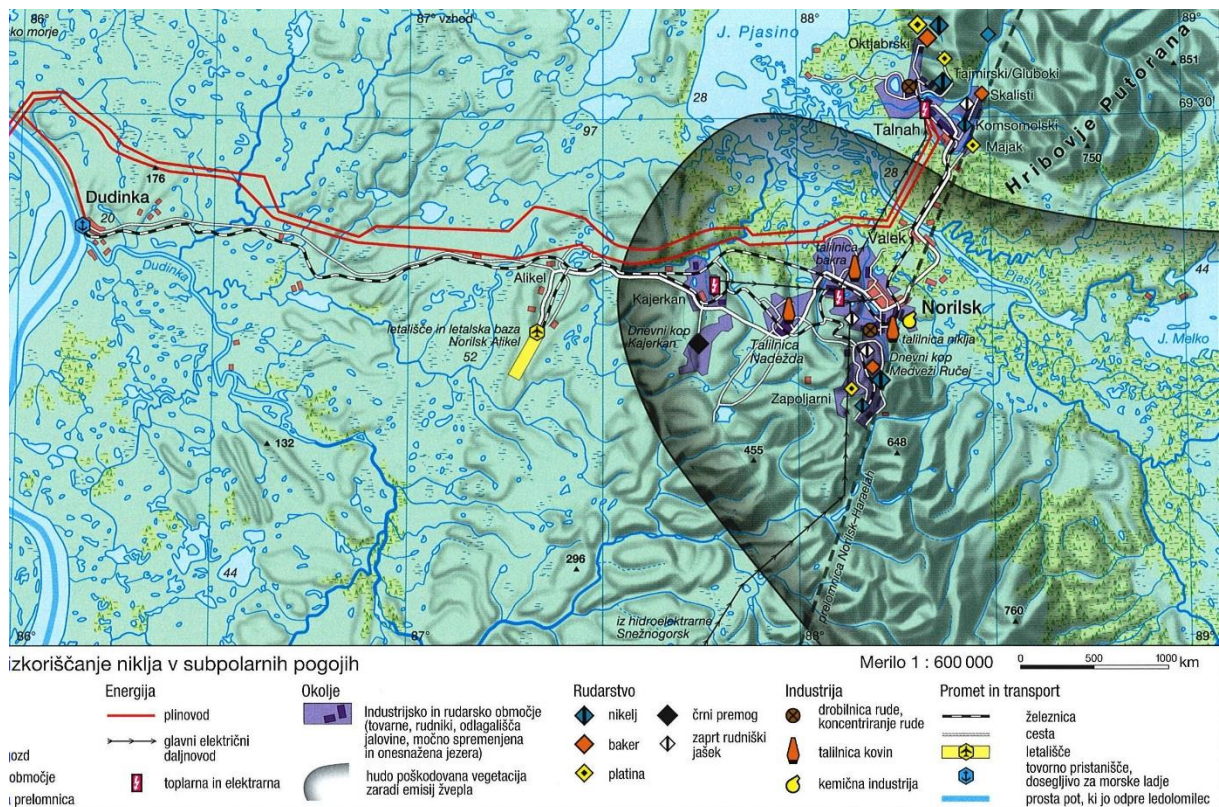 86°
87° vzhod
88°
89°
ko morje
J. Pjasino
Oktjabrski
851
Tajmirski/Gluboki
Skalisti
69°30
28
97
Talnah
Komsomolski
Majak
750
Hribovje Putorana
176
Dudinka
20
28
Valek
talilnica
bakra
Pjasina
44
Dudinka
Alikel
Kajerkan
Norilsk
letališče in letalska baza
Norilsk Alikel
52
Dnevni kop
Kajerkan
Talilnica
Nadežda
talilnica niklja
J. Melko
Dnevni kop
Medveži Ručej
Zapoljarni
132
455
648
prelomnica Norilsk-Haraelah
296
44
iz hidroelektrarne
Snežnogorsk
760
86°
87°
88°
89°
izkoriščanje niklja v subpolarnih pogojih
Merilo 1 : 600 000
0 500 1000 km
Energija
plinovod
glavni električni
daljnovod
toplarna in elektrarna
ozd
območje
prelomnica
Okolje
Industrijsko in rudarsko območje
(tovarne, rudniki, odlagališča
jalovine, močno spremenjena
in onesnažena jezera)
hudo poškodovana vegetacija
zaradi emisij žvepla
Rudarstvo
nikelj
baker
platina
črni premog
zaprt rudniški
jašek
Industrija
drobilnica rude,
koncentriranje rude
talilnica kovin
kemična industrija
Promet in transport
železnica
cesta
letališče
tovorno pristanišče,
dosegljivo za morske ladje
prosta pot, ki jo odpre ledolomilec